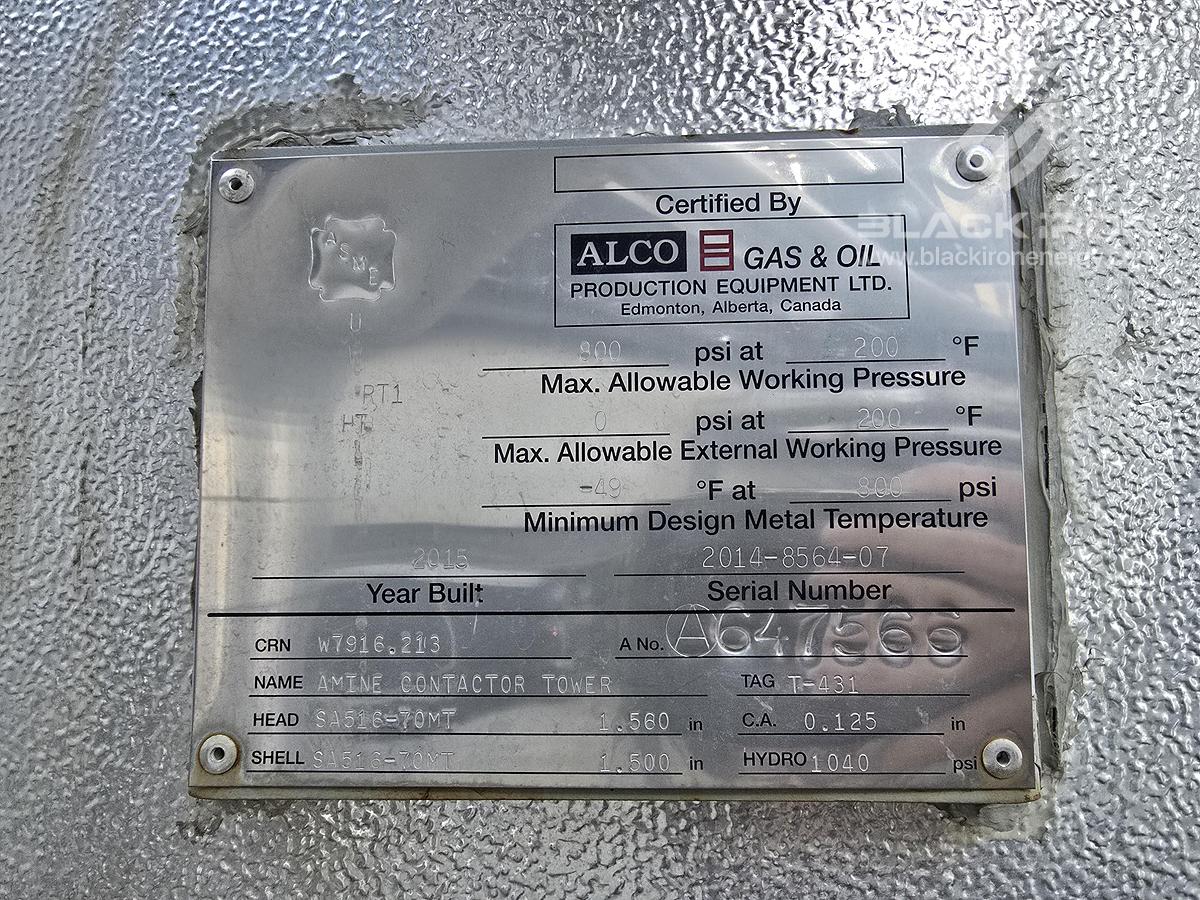 Certified By
ALCO GAS & OIL
PRODUCTION EQUIPMENT LTD.
Edmonton, Alberta, Canada
ASME
U
RT1
HT
800 psi at 200 °F
Max. Allowable Working Pressure
0 psi at 200 °F
Max. Allowable External Working Pressure
-49 °F at 800 psi
Minimum Design Metal Temperature
2015 2014-8564-07
Year Built Serial Number
CRN W7916.213 A No. A647566
NAME AMINE CONTACTOR TOWER TAG T-431
HEAD SA516-70MT 1.560 in C.A. 0.125 in
SHELL SA516-70MT 1.500 in HYDRO 1040 psi
BLACK IRON
www.blackironenergy